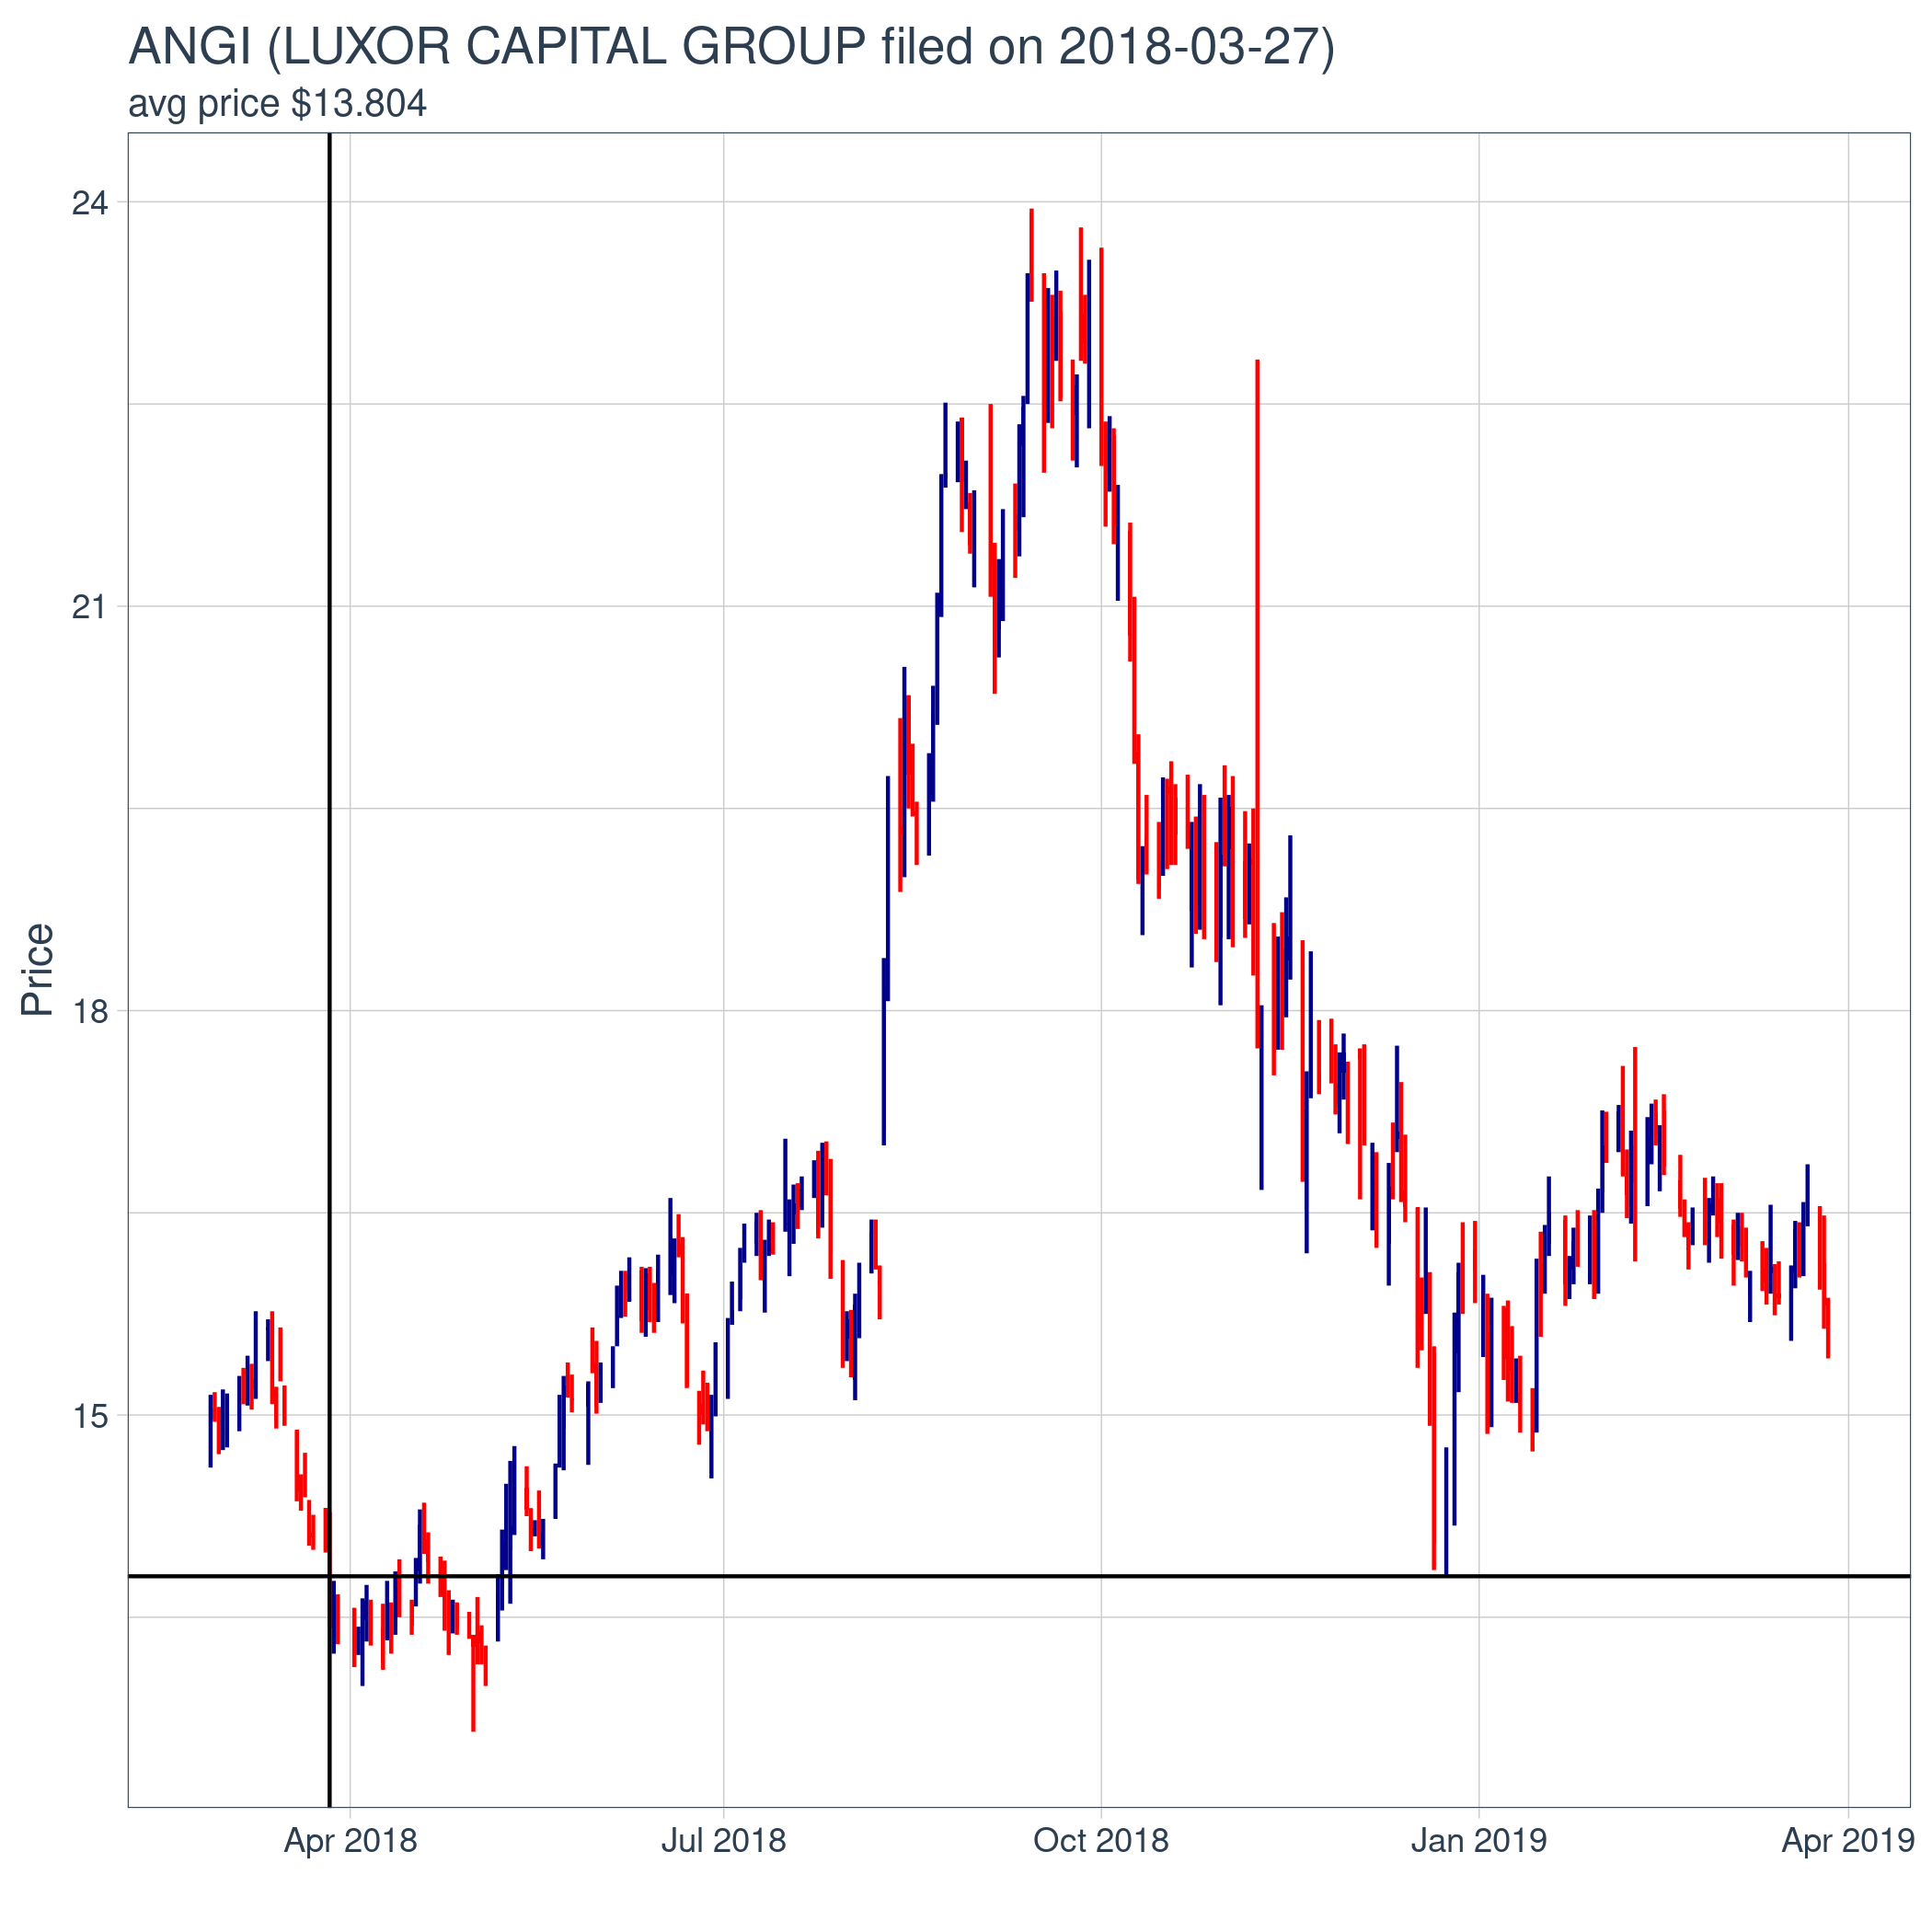 ANGI (LUXOR CAPITAL GROUP filed on 2018-03-27)
avg price $13.804
24
21
18
15
Price
Apr 2018
Jul 2018
Oct 2018
Jan 2019
Apr 2019